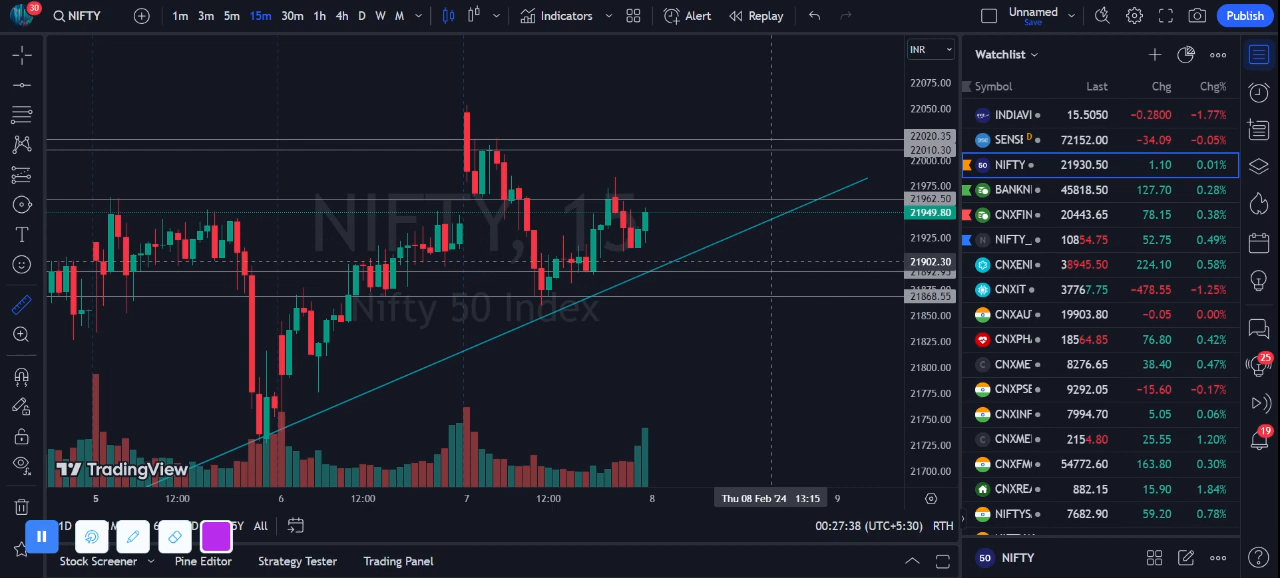 30
NIFTY
1m 3m 5m 15m 30m 1h 4h D W M
Indicators
Alert
Replay
Unnamed
Save
Publish
NIFTY, 15
Nifty 50 Index
TradingView
INR
22075.00
22050.00
22020.35
22010.30
22000.00
21975.00
21962.50
21949.80
21925.00
21902.30
21868.55
21850.00
21825.00
21800.00
21775.00
21750.00
21725.00
21700.00
5 12:00 6 12:00 7 12:00 8 Thu 08 Feb '24 13:15 9
1D
5Y All
00:27:38 (UTC+5:30) RTH
Stock Screener
Pine Editor
Strategy Tester
Trading Panel
Watchlist
Symbol Last Chg Chg%
INDIAVI 15.5050 −0.2800 −1.77%
SENSE D 72152.00 −34.09 −0.05%
50 NIFTY 21930.50 1.10 0.01%
BANKNI 45818.50 127.70 0.28%
CNXFIN 20443.65 78.15 0.38%
N NIFTY_ 10854.75 52.75 0.49%
CNXENI 38945.50 224.10 0.58%
CNXIT 37767.75 −478.55 −1.25%
CNXAU 19903.80 −0.05 0.00%
CNXPH 18564.85 76.80 0.42%
C CNXME 8276.65 38.40 0.47%
CNXPSE 9292.05 −15.60 −0.17%
CNXINF 7994.70 5.05 0.06%
C CNXME 2154.80 25.55 1.20%
CNXFM 54772.60 163.80 0.30%
CNXRE 882.15 15.90 1.84%
NIFTYS 7682.90 59.20 0.78%
50 NIFTY
25
19